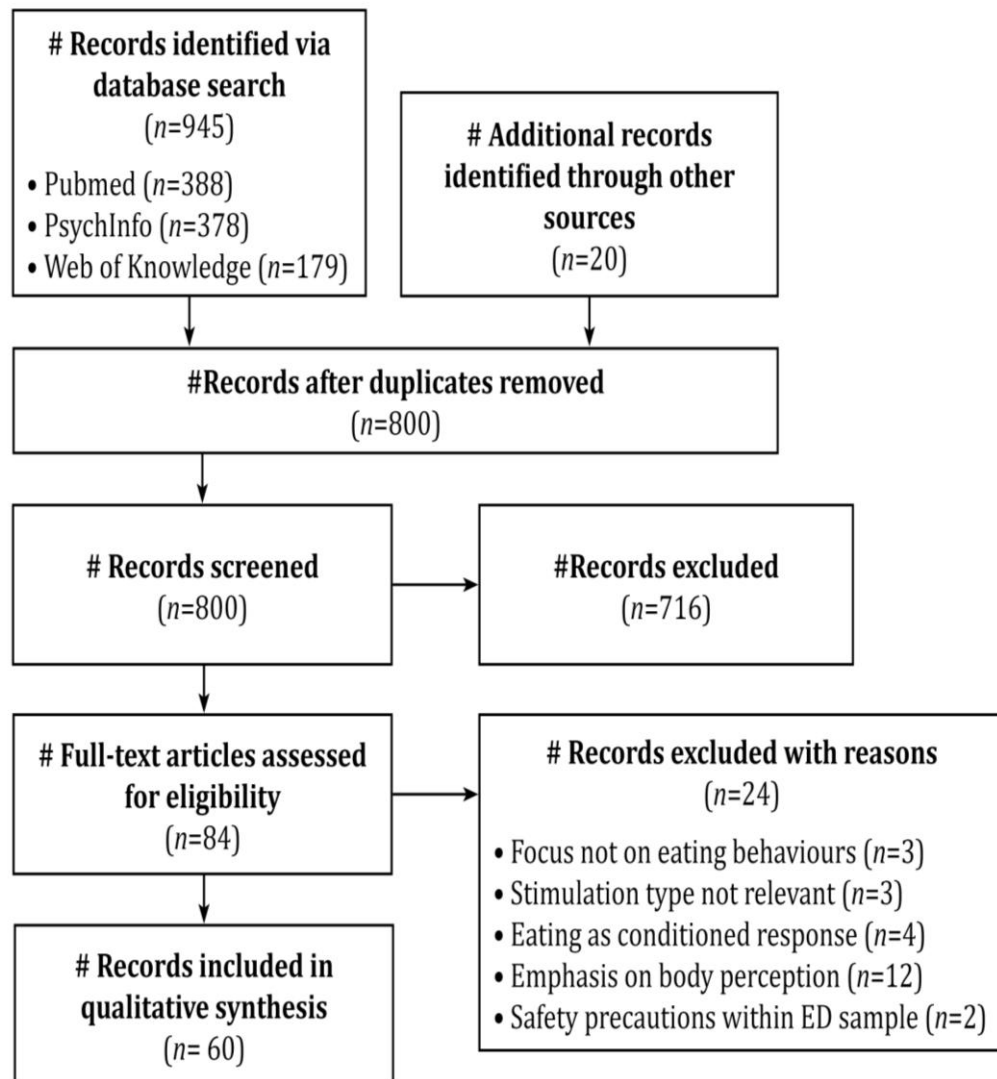 # Records identified via
database search
(n=945)
• Pubmed (n=388)
• PsychInfo (n=378)
• Web of Knowledge (n=179)
# Additional records
identified through other
sources
(n=20)
#Records after duplicates removed
(n=800)
# Records screened
(n=800)
#Records excluded
(n=716)
# Full-text articles assessed
for eligibility
(n=84)
# Records excluded with reasons
(n=24)
• Focus not on eating behaviours (n=3)
• Stimulation type not relevant (n=3)
• Eating as conditioned response (n=4)
• Emphasis on body perception (n=12)
• Safety precautions within ED sample (n=2)
# Records included in
qualitative synthesis
(n= 60)